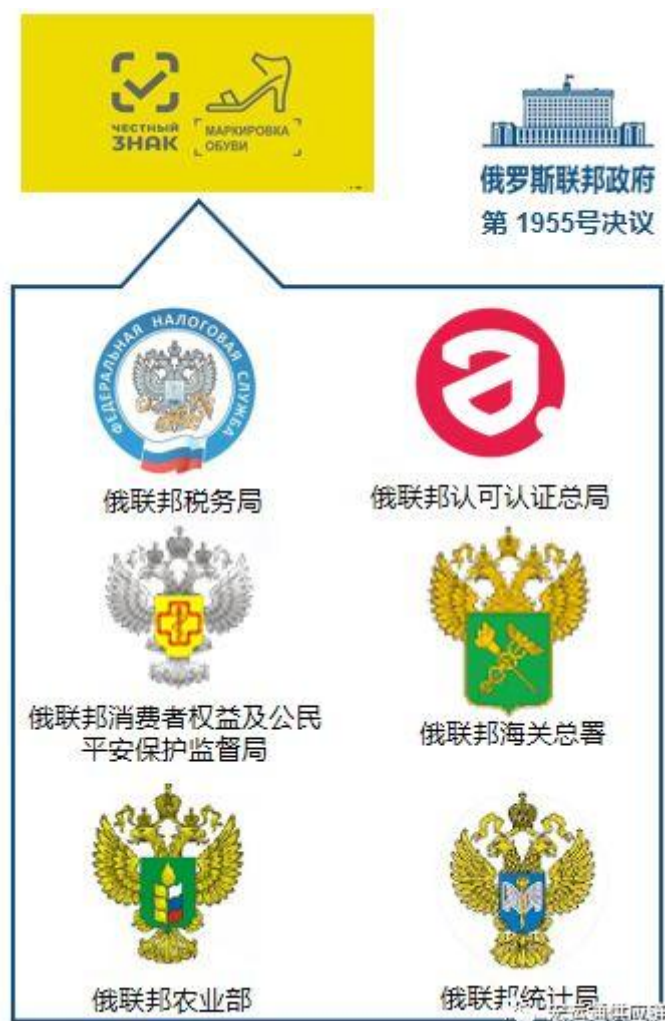 ЧЕСТНЫЙ
ЗНАК
МАРКИРОВКА
ОБУВИ
俄罗斯联邦政府
第 1955号决议
ФЕДЕРАЛЬНАЯ НАЛОГОВАЯ СЛУЖБА
俄联邦税务局
俄联邦认可认证总局
俄联邦消费者权益及公民
平安保护监督局
俄联邦海关总署
俄联邦农业部
俄联邦统计局